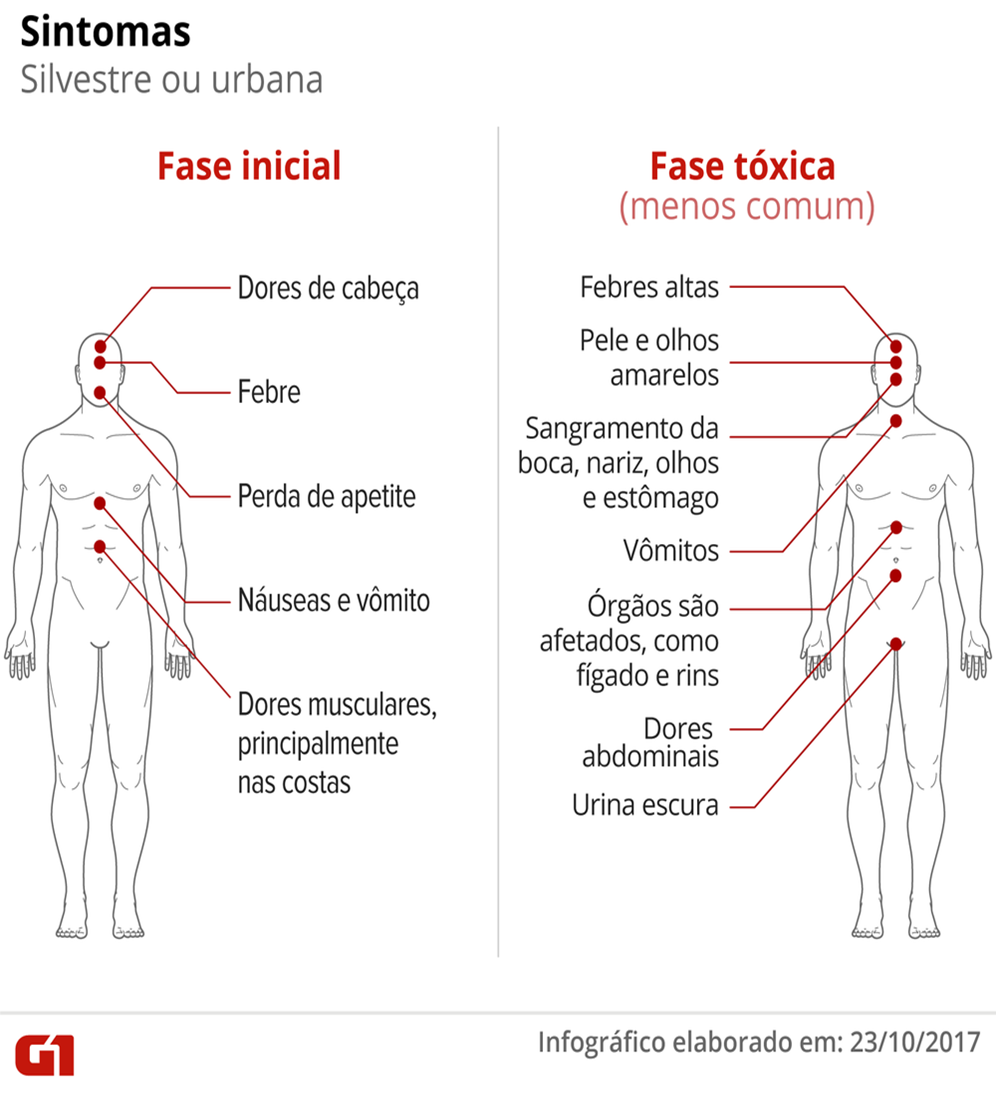 Sintomas
Silvestre ou urbana
Fase inicial
Dores de cabeça
Febre
Perda de apetite
Náuseas e vômito
Dores musculares,
principalmente
nas costas
Fase tóxica
(menos comum)
Febres altas
Pele e olhos
amarelos
Sangramento da
boca, nariz, olhos
e estômago
Vômitos
Órgãos são
afetados, como
fígado e rins
Dores
abdominais
Urina escura
G1
Infográfico elaborado em: 23/10/2017